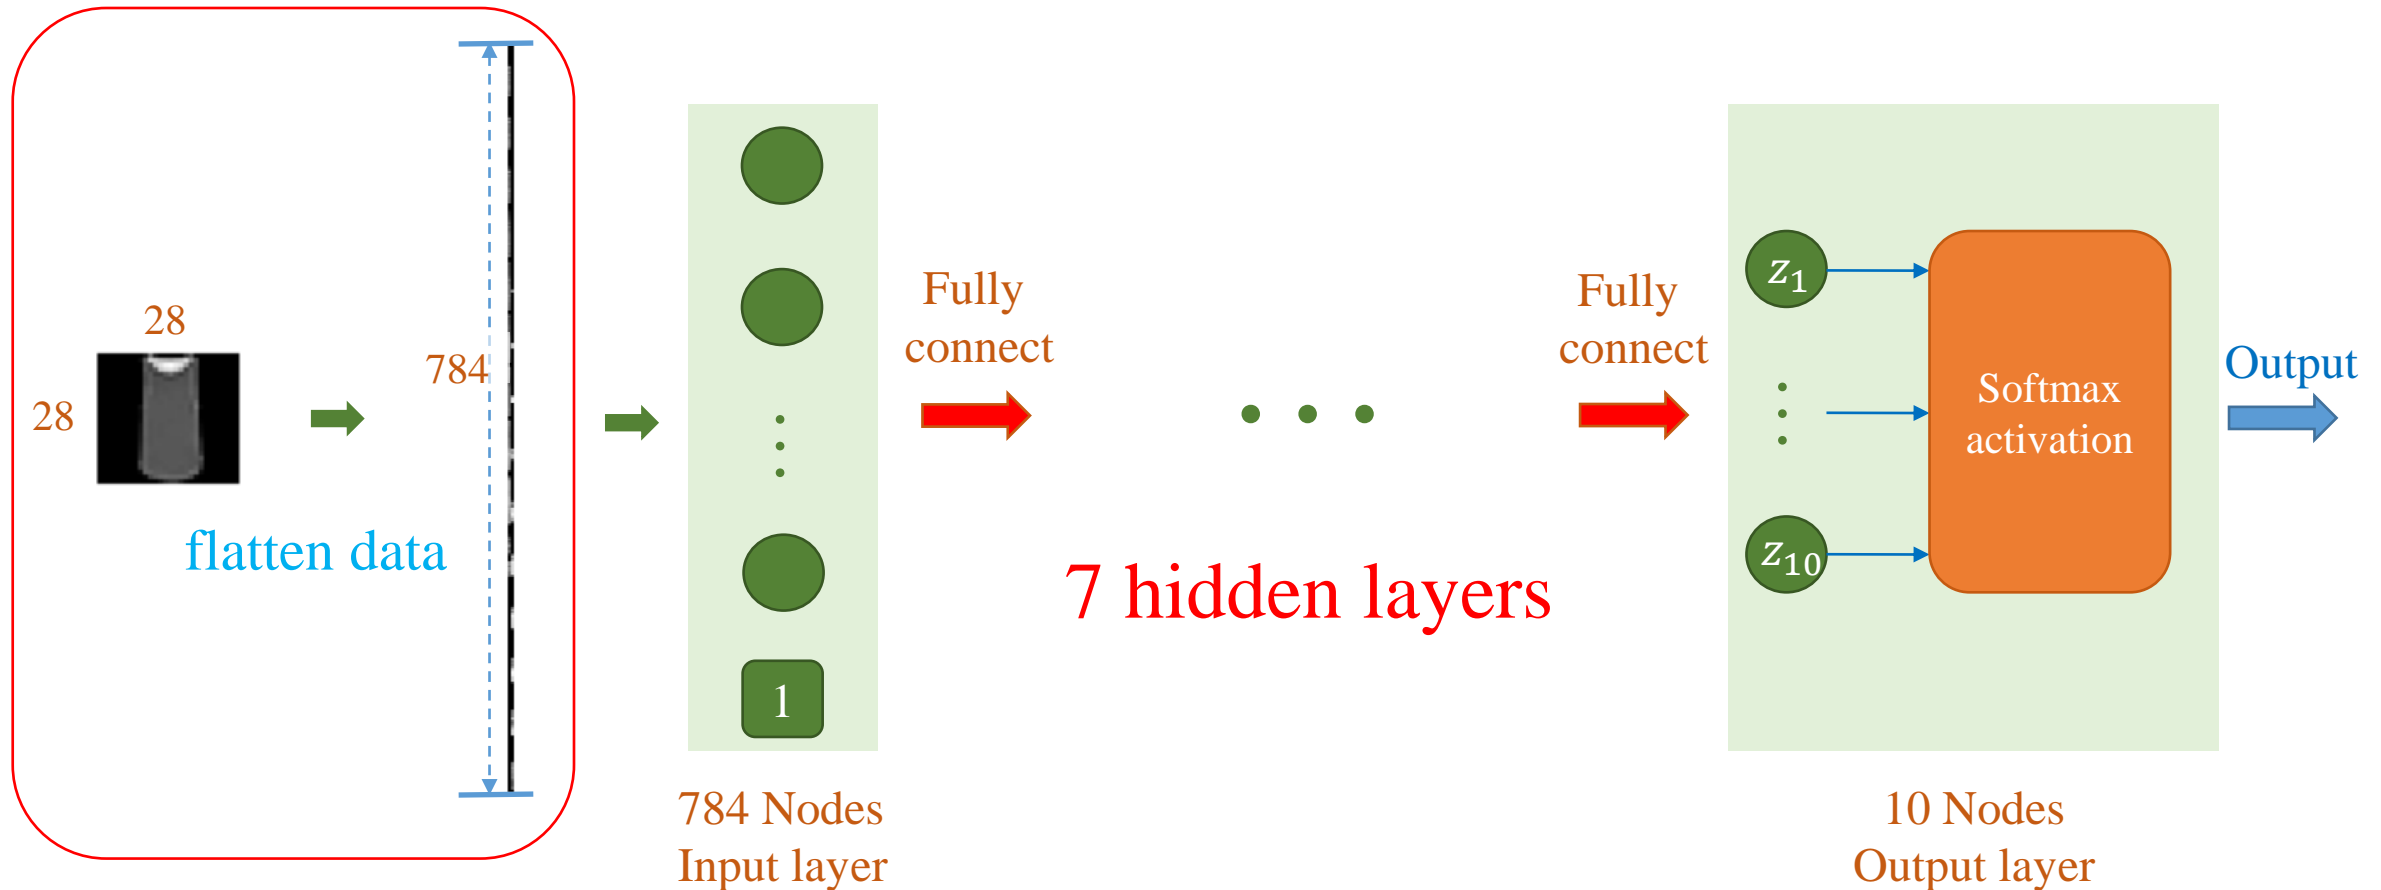 28
28
784
flatten data
1
784 Nodes
Input layer
Fully
connect
7 hidden layers
Fully
connect
z₁
z₁₀
Softmax
activation
10 Nodes
Output layer
Output